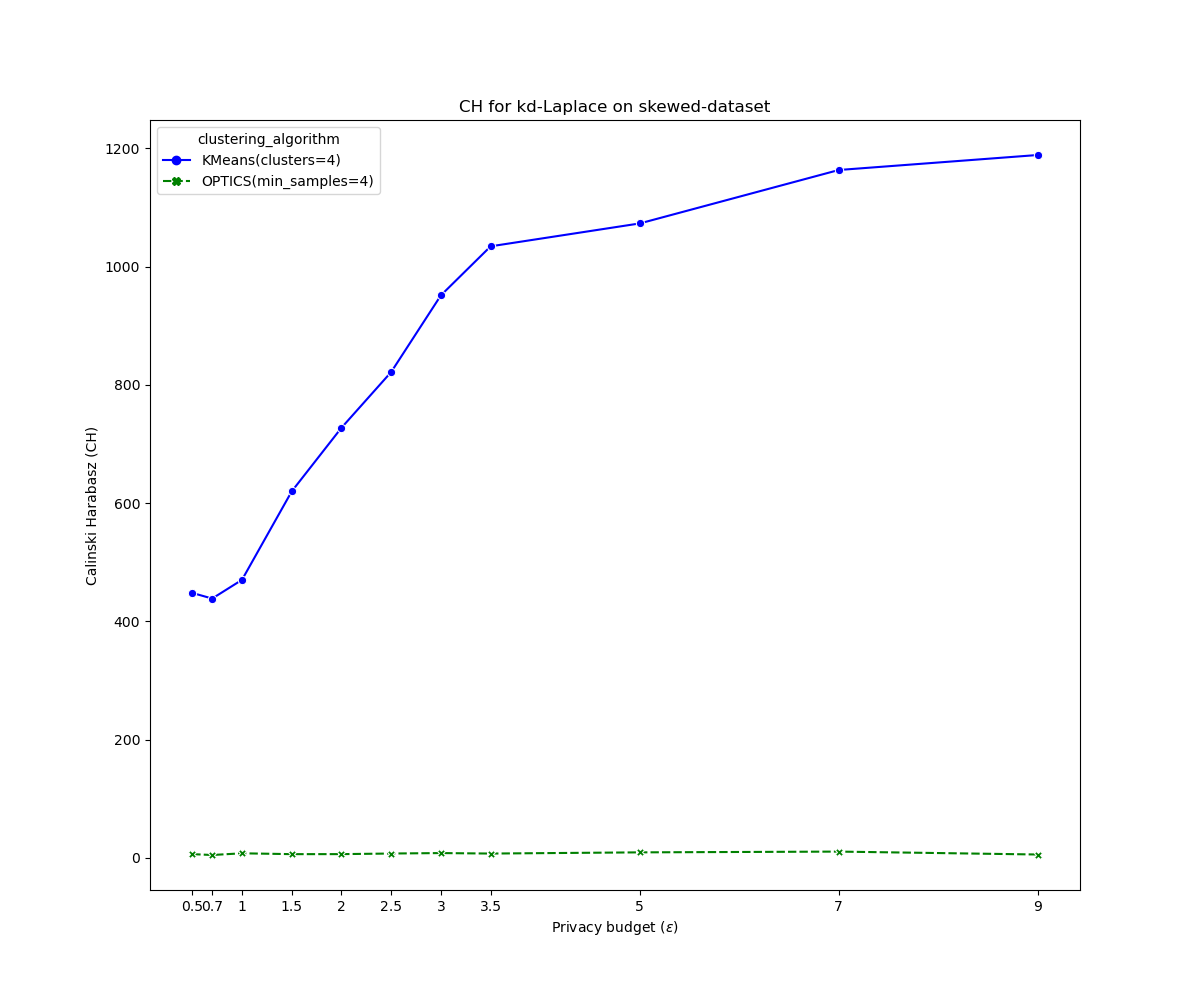 CH for kd-Laplace on skewed-dataset
clustering_algorithm
KMeans(clusters=4)
OPTICS(min_samples=4)
1200
1000
800
600
400
200
0
Calinski Harabasz (CH)
0.5 0.7 1 1.5 2 2.5 3 3.5 5 7 9
Privacy budget (ε)